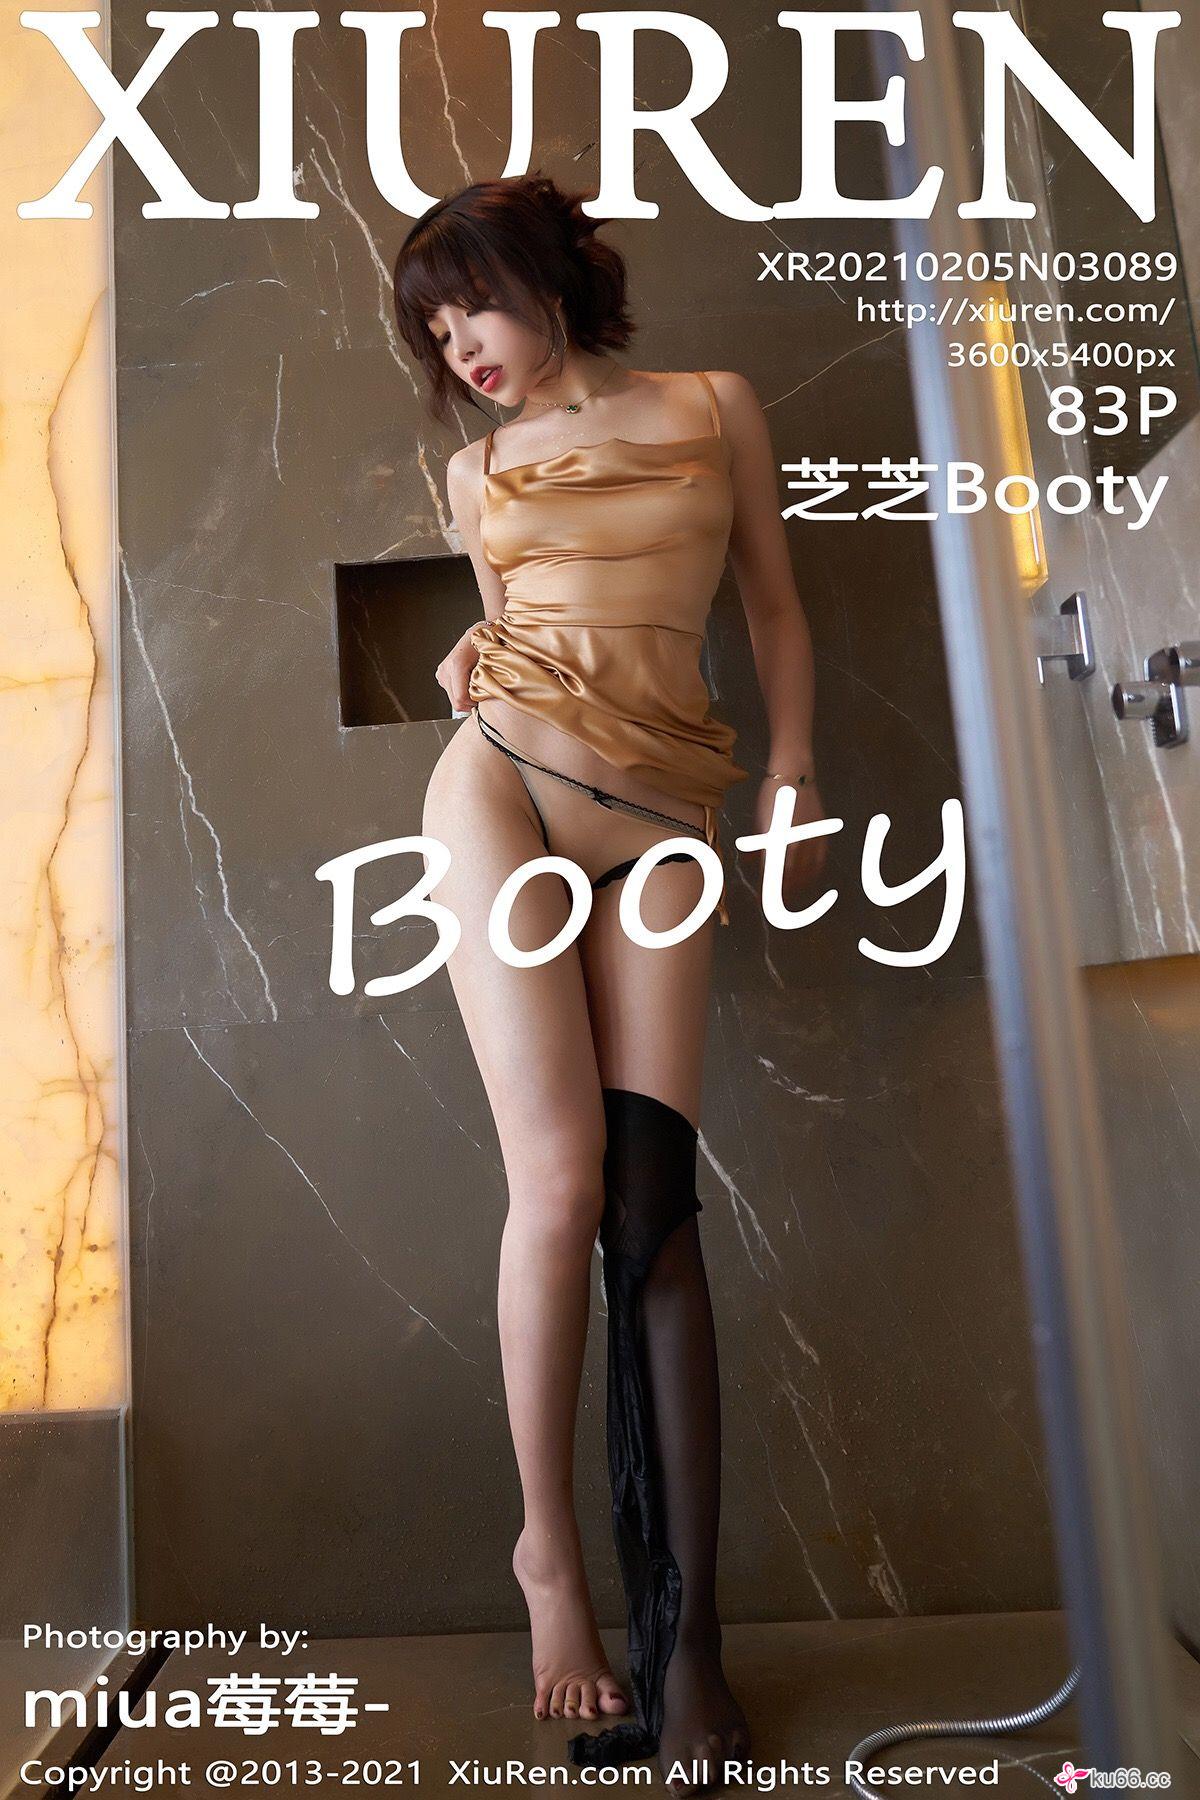 XIUREN
XR20210205N03089
http://xiuren.com/
3600x5400px
83P
芝芝Booty
Booty
Photography by:
miua莓莓-
Copyright @2013-2021 XiuRen.com All Rights Reserved
ku66.cc